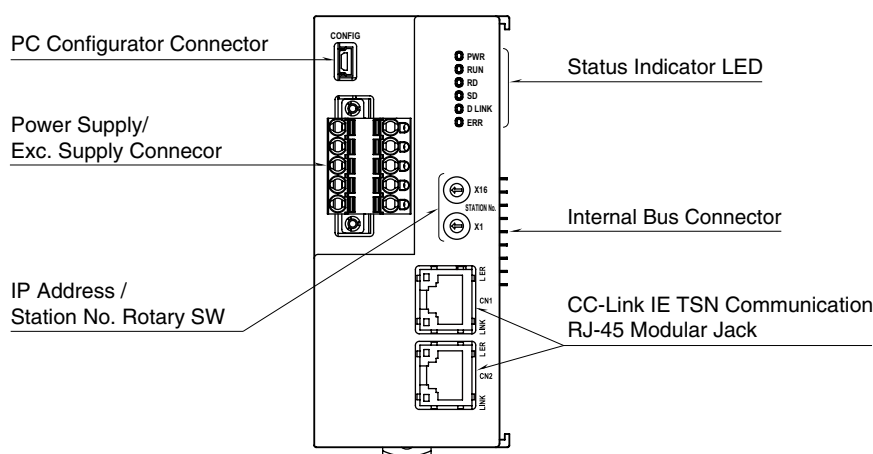 PC Configurator Connector
CONFIG
PWR
RUN
RD
SD
D LINK
ERR
Status Indicator LED
Power Supply/
Exc. Supply Connecor
X16
STATION No.
X1
Internal Bus Connector
IP Address /
Station No. Rotary SW
L ER
CN1
LINK
CC-Link IE TSN Communication
RJ-45 Modular Jack
L ER
CN2
LINK